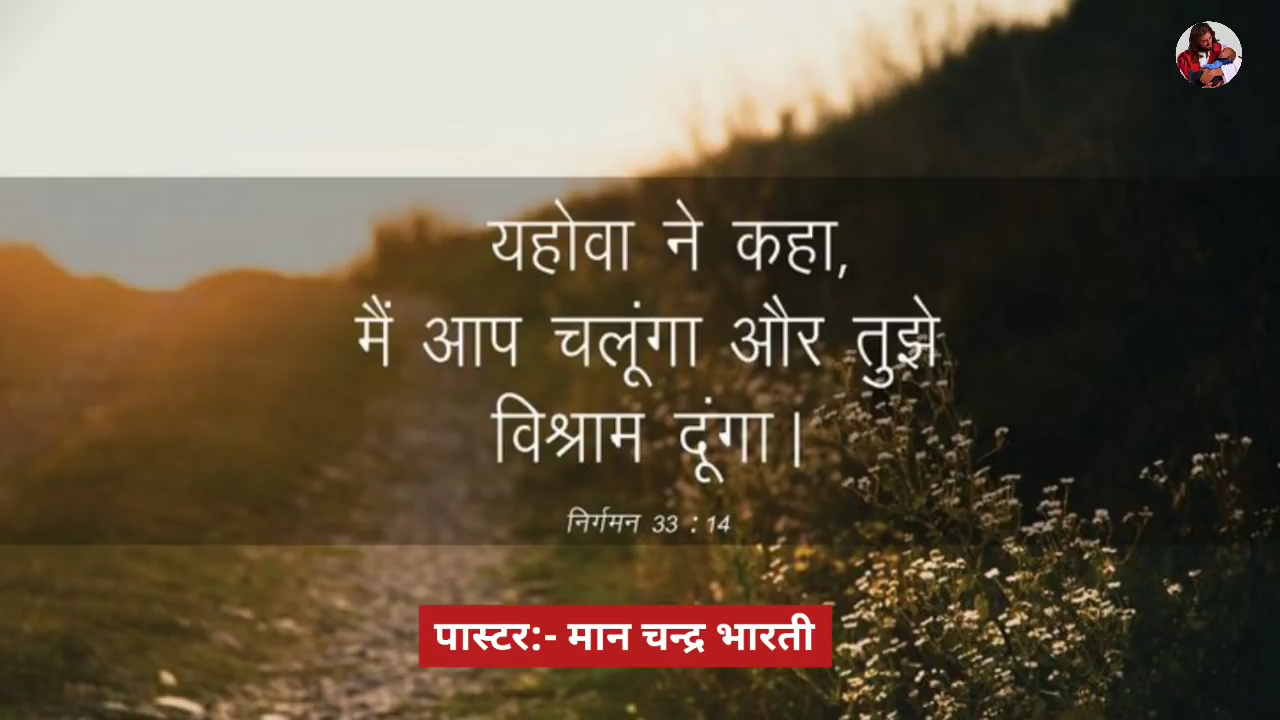 यहोवा ने कहा,
मैं आप चलूंगा और तुझे
विश्राम दूंगा।
निर्गमन 33 : 14
पास्टर:- मान चन्द्र भारती